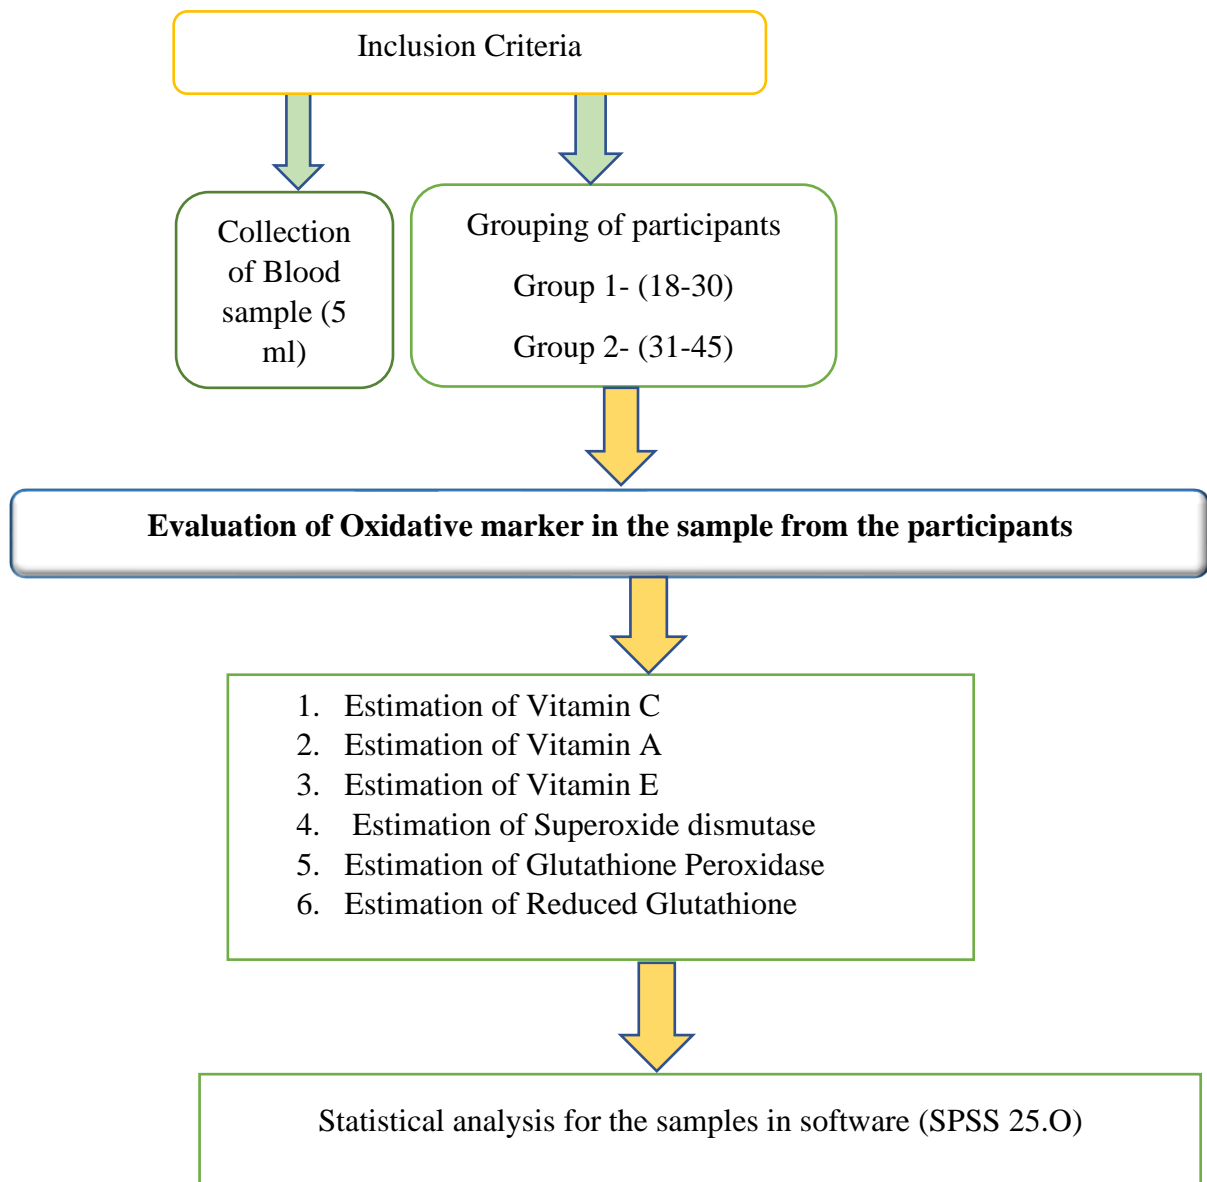 Inclusion Criteria
Collection
of Blood
sample (5
ml)
Grouping of participants
Group 1- (18-30)
Group 2- (31-45)
Evaluation of Oxidative marker in the sample from the participants
1. Estimation of Vitamin C
2. Estimation of Vitamin A
3. Estimation of Vitamin E
4. Estimation of Superoxide dismutase
5. Estimation of Glutathione Peroxidase
6. Estimation of Reduced Glutathione
Statistical analysis for the samples in software (SPSS 25.O)